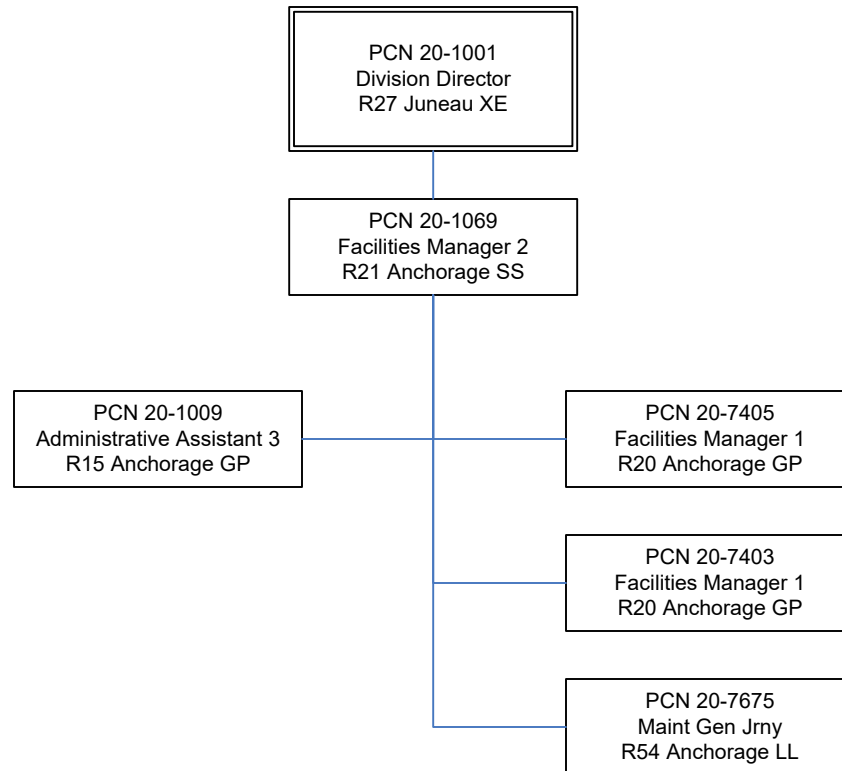 PCN 20-1001
Division Director
R27 Juneau XE
PCN 20-1069
Facilities Manager 2
R21 Anchorage SS
PCN 20-1009
Administrative Assistant 3
R15 Anchorage GP
PCN 20-7405
Facilities Manager 1
R20 Anchorage GP
PCN 20-7403
Facilities Manager 1
R20 Anchorage GP
PCN 20-7675
Maint Gen Jrny
R54 Anchorage LL